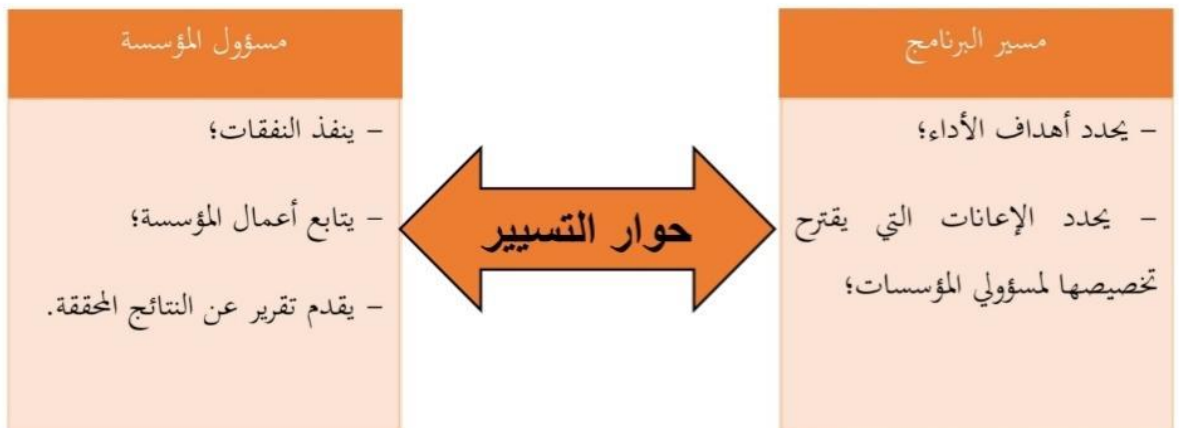 مسير البرنامج
– يحدد أهداف الأداء؛
– يحدد الإعانات التي يقترح
تخصيصها لمسؤولي المؤسسات؛
حوار التسيير
مسؤول المؤسسة
– ينفذ النفقات؛
– يتابع أعمال المؤسسة؛
– يقدم تقرير عن النتائج المحققة.